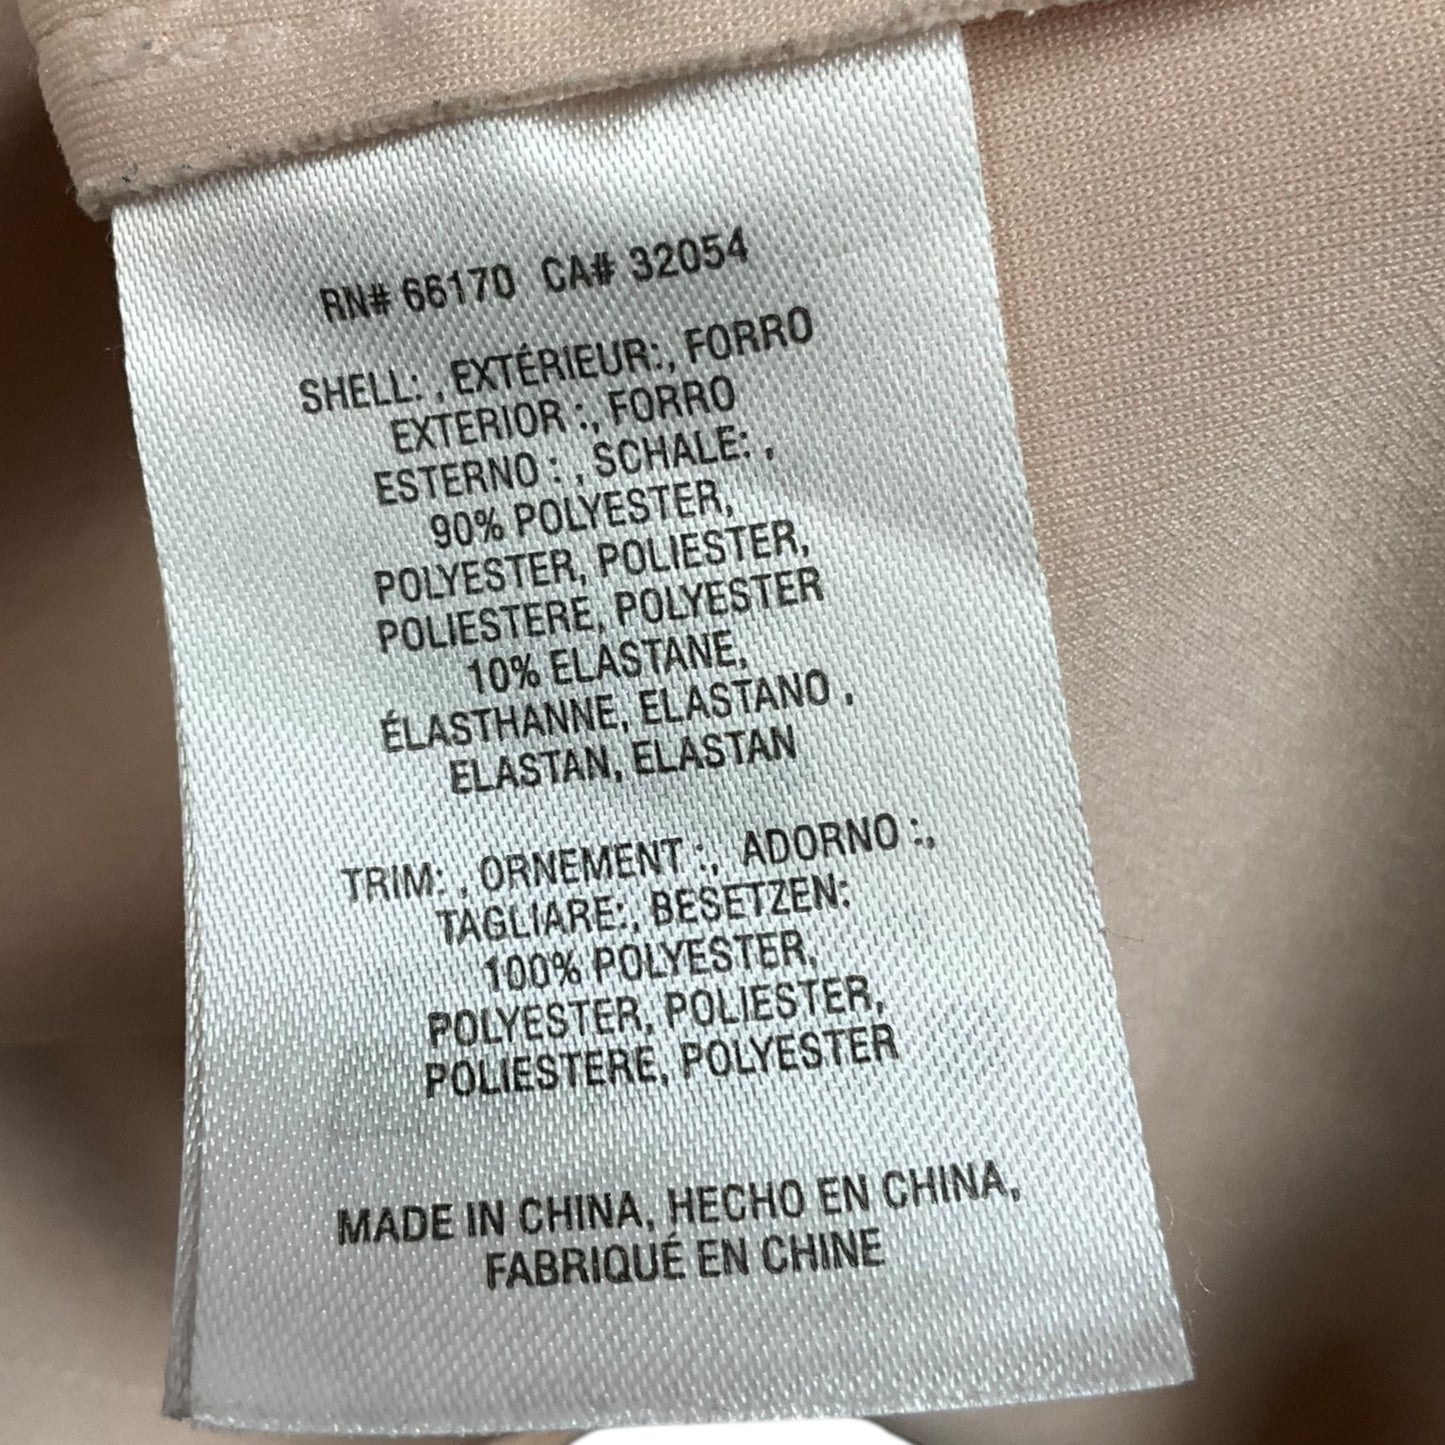 RN# 66170 CA# 32054
SHELL: , EXTÉRIEUR:, FORRO
EXTERIOR :, FORRO
ESTERNO : , SCHALE: ,
90% POLYESTER,
POLYESTER, POLIESTER,
POLIESTERE, POLYESTER
10% ELASTANE,
ÉLASTHANNE, ELASTANO ,
ELASTAN, ELASTAN
TRIM: , ORNEMENT :, ADORNO :,
TAGLIARE:, BESETZEN:
100% POLYESTER,
POLYESTER, POLIESTER,
POLIESTERE, POLYESTER
MADE IN CHINA, HECHO EN CHINA,
FABRIQUÉ EN CHINE